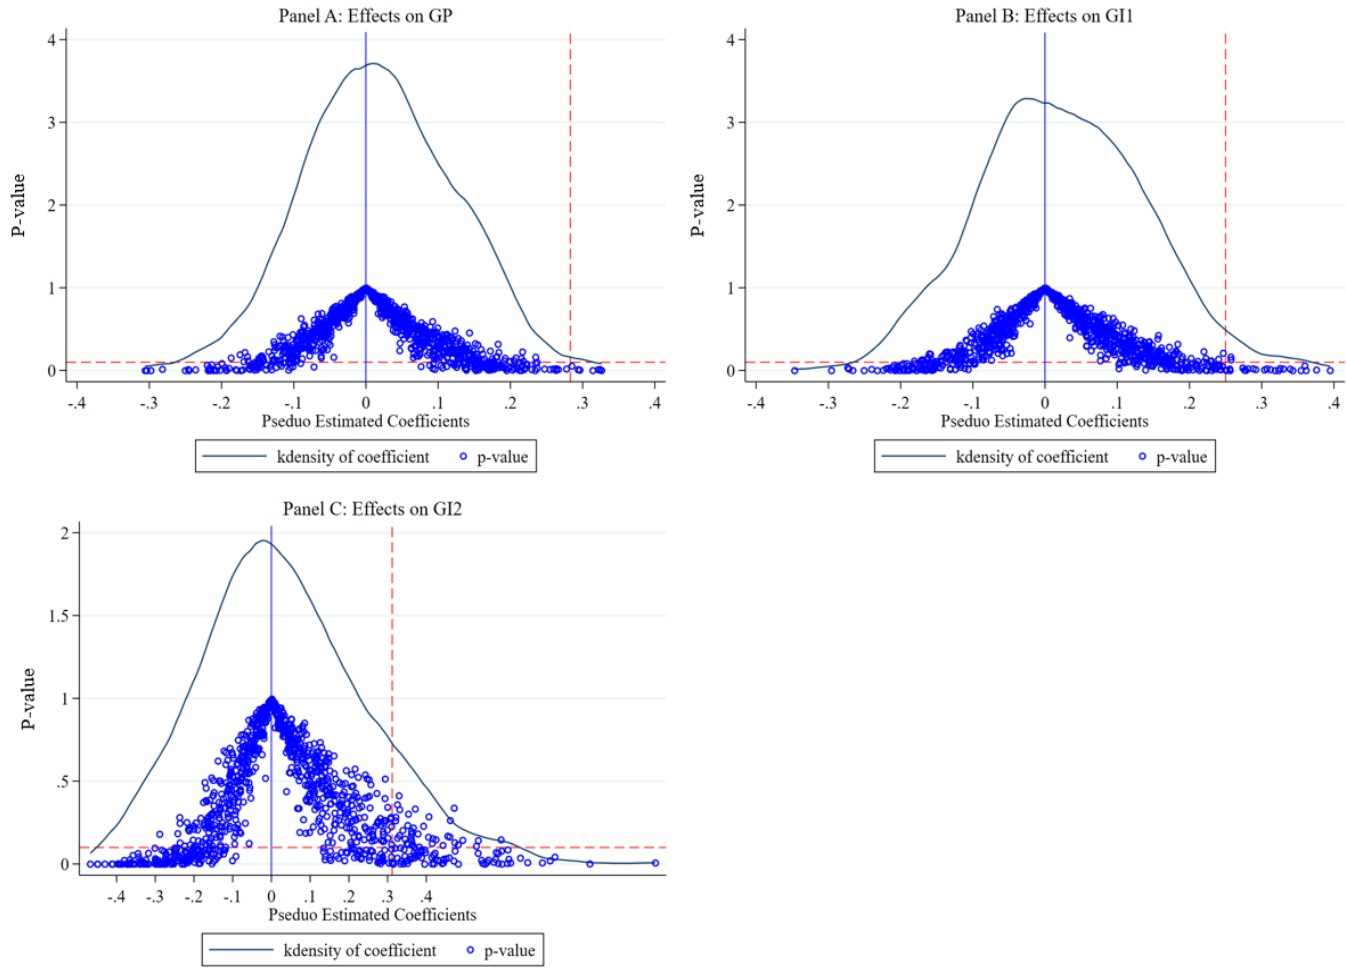 Panel A: Effects on GP
P-value
4
3
2
1
0
-.4 -.3 -.2 -.1 0 .1 .2 .3 .4
Pseduo Estimated Coefficients
kdensity of coefficient p-value
Panel B: Effects on GI1
P-value
4
3
2
1
0
-.4 -.3 -.2 -.1 0 .1 .2 .3 .4
Pseduo Estimated Coefficients
kdensity of coefficient p-value
Panel C: Effects on GI2
P-value
2
1.5
1
.5
0
-.4 -.3 -.2 -.1 0 .1 .2 .3 .4
Pseduo Estimated Coefficients
kdensity of coefficient p-value